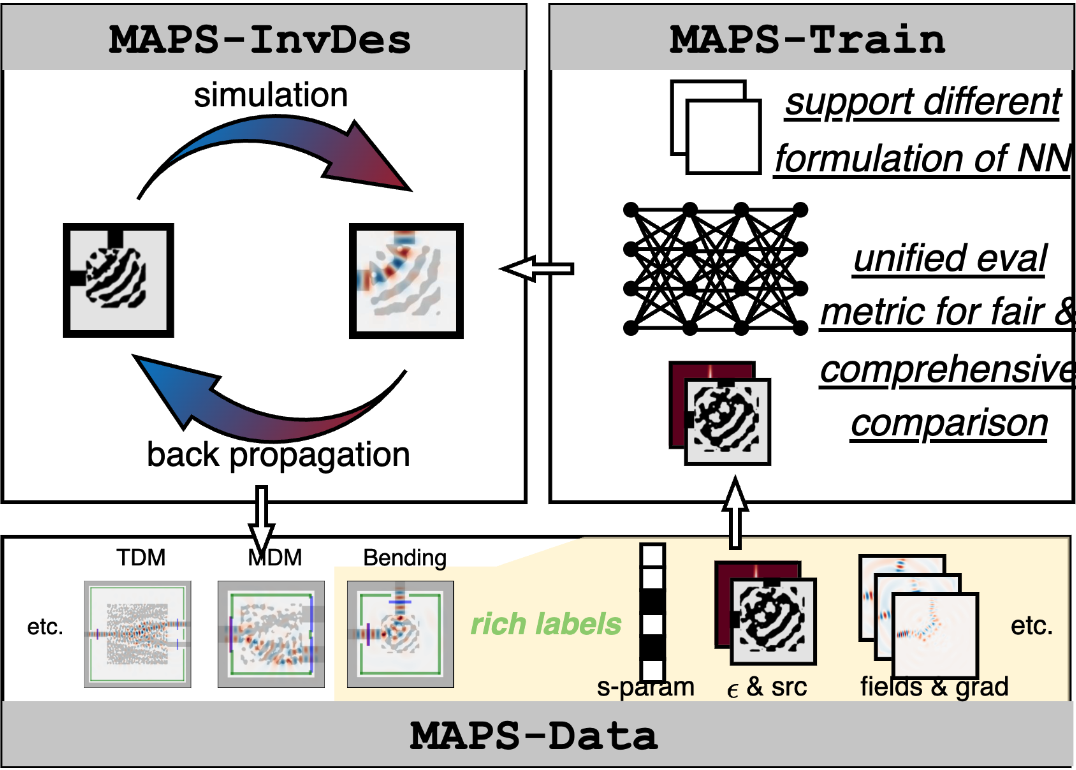 MAPS-InvDes
simulation
back propagation
MAPS-Train
support different
formulation of NN
unified eval
metric for fair &
comprehensive
comparison
TDM
MDM
Bending
etc.
rich labels
s-param
ϵ & src
fields & grad
etc.
MAPS-Data